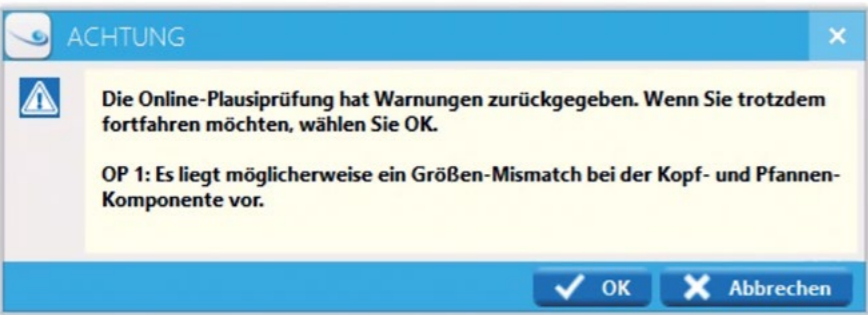 ACHTUNG
Die Online-Plausiprüfung hat Warnungen zurückgegeben. Wenn Sie trotzdem
fortfahren möchten, wählen Sie OK.
OP 1: Es liegt möglicherweise ein Größen-Mismatch bei der Kopf- und Pfannen-
Komponente vor.
OK Abbrechen